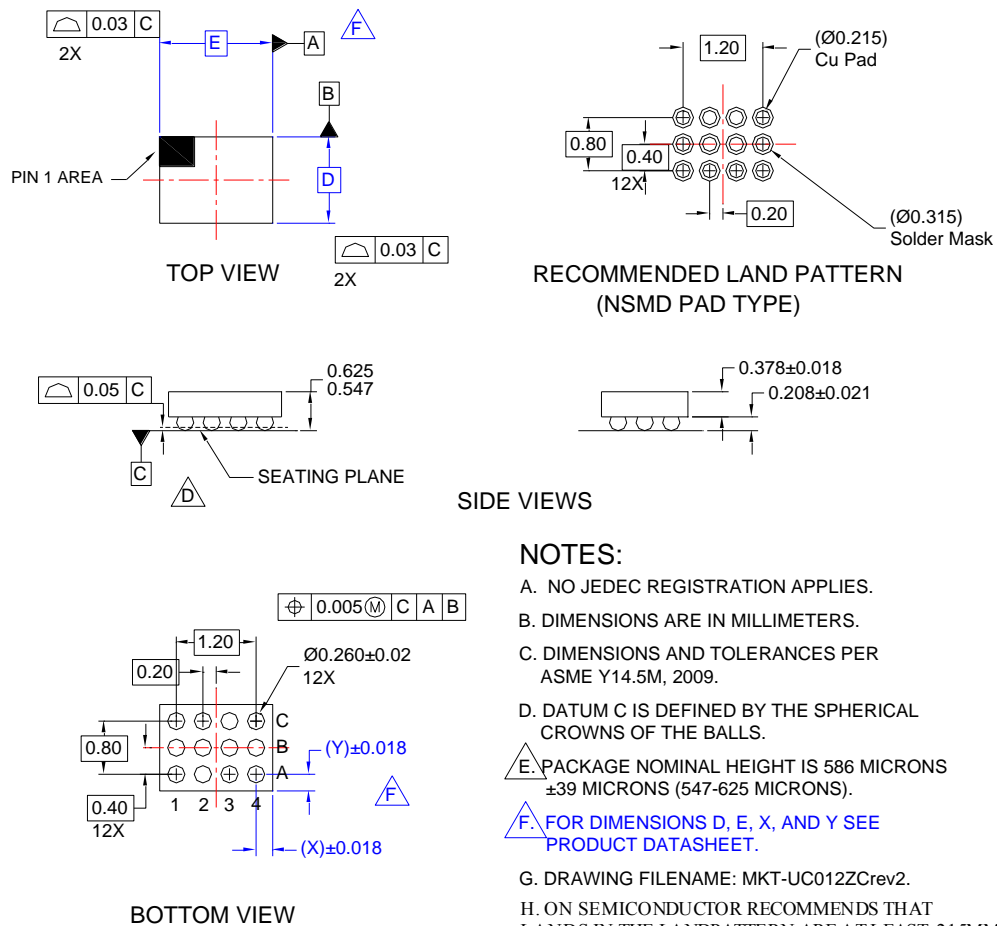 0.03 C
2X
E
A
F
B
PIN 1 AREA
D
0.03 C
2X
TOP VIEW
1.20
(Ø0.215)
Cu Pad
0.80
0.40
12X
0.20
(Ø0.315)
Solder Mask
RECOMMENDED LAND PATTERN
(NSMD PAD TYPE)
0.05 C
0.625
0.547
C
D
SEATING PLANE
0.378±0.018
0.208±0.021
SIDE VIEWS
⌖ 0.005 Ⓜ C A B
1.20
0.20
Ø0.260±0.02
12X
0.80
C
B
A
(Y)±0.018
F
0.40
12X
1 2 3 4
(X)±0.018
BOTTOM VIEW
NOTES:
A. NO JEDEC REGISTRATION APPLIES.
B. DIMENSIONS ARE IN MILLIMETERS.
C. DIMENSIONS AND TOLERANCES PER
ASME Y14.5M, 2009.
D. DATUM C IS DEFINED BY THE SPHERICAL
CROWNS OF THE BALLS.
E. PACKAGE NOMINAL HEIGHT IS 586 MICRONS
±39 MICRONS (547-625 MICRONS).
F. FOR DIMENSIONS D, E, X, AND Y SEE
PRODUCT DATASHEET.
G. DRAWING FILENAME: MKT-UC012ZCrev2.
H. ON SEMICONDUCTOR RECOMMENDS THAT